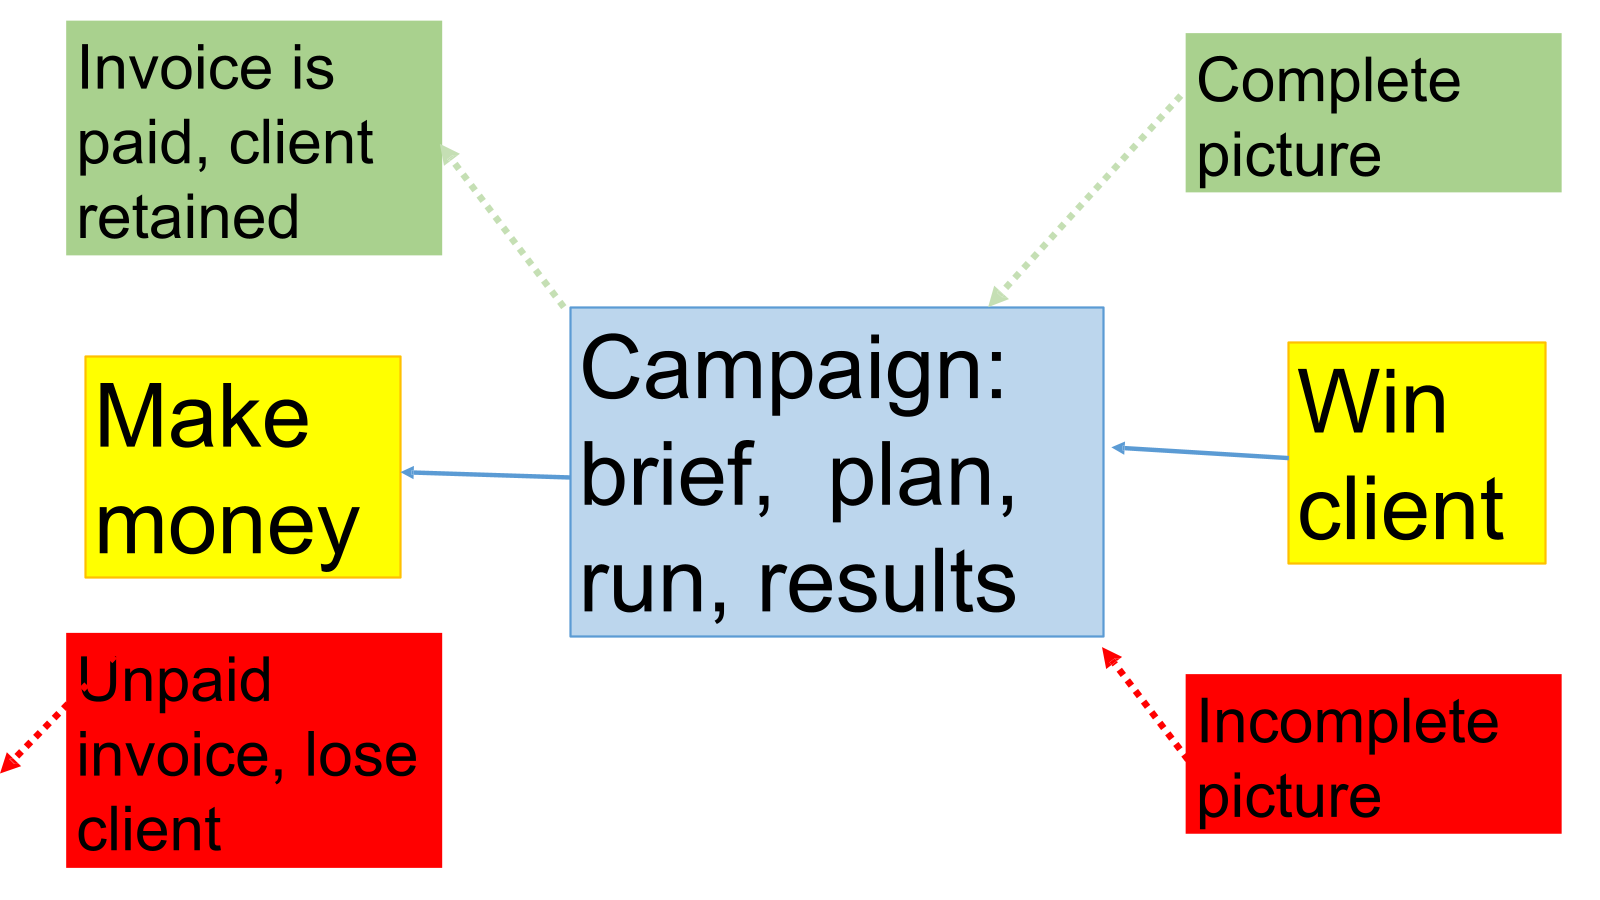 Invoice is
paid, client
retained
Complete
picture
Make
money
Campaign:
brief,  plan,
run, results
Win
client
Unpaid
invoice, lose
client
Incomplete
picture